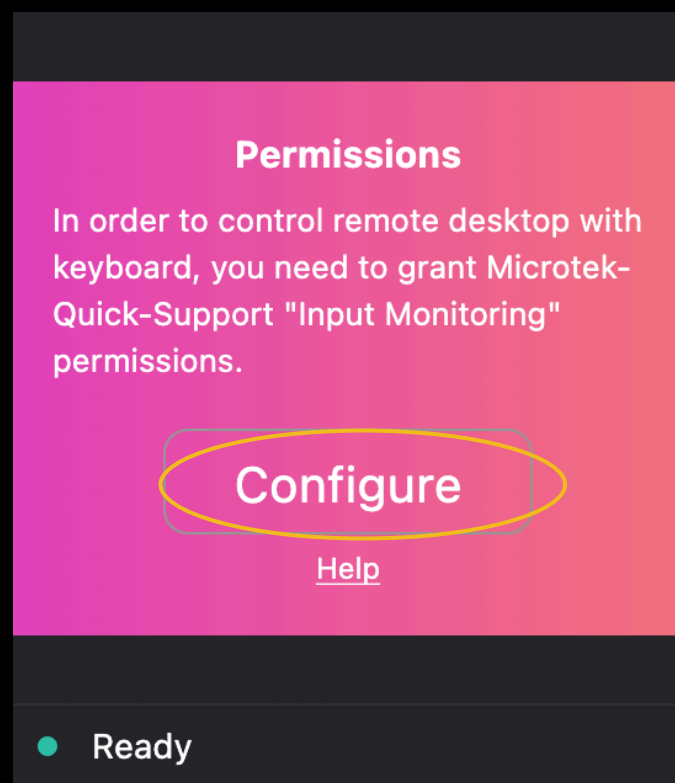 Permissions
In order to control remote desktop with
keyboard, you need to grant Microtek-
Quick-Support "Input Monitoring"
permissions.
Configure
Help
Ready